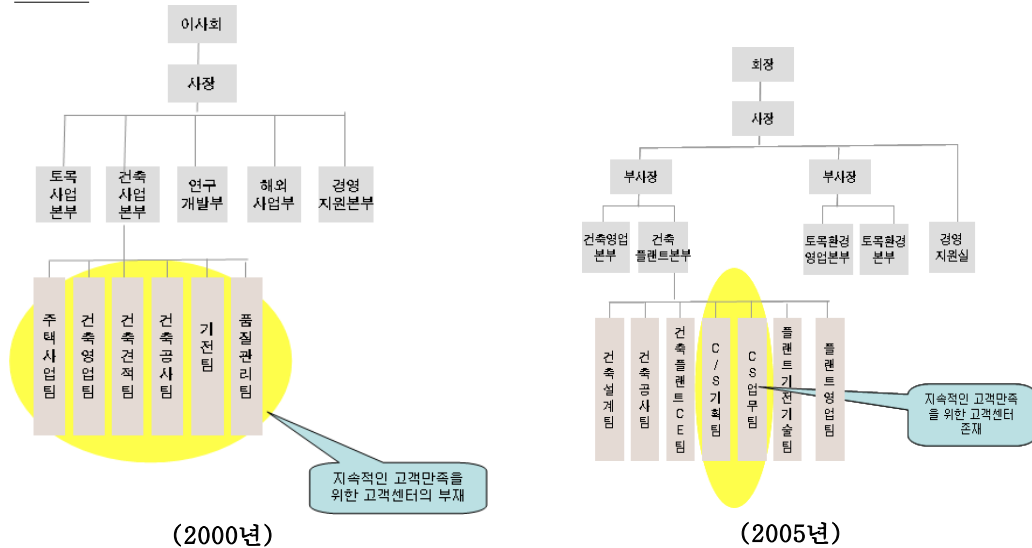 이사회
사장
토목
사업
본부
건축
사업
본부
연구
개발부
해외
사업부
경영
지원본부
주택사업팀
건축영업팀
건축견적팀
건축공사팀
기전팀
품질관리팀
지속적인 고객만족을
위한 고객센터의 부재
(2000년)
회장
사장
부사장
부사장
건축영업
본부
건축
플랜트본부
토목환경
영업본부
토목환경
본부
경영
지원실
건축설계팀
건축공사팀
건축플랜트CE팀
C/S기획팀
CS업무팀
플랜트기전기술팀
플랜트영업팀
지속적인 고객만족
을 위한 고객센터
존재
(2005년)